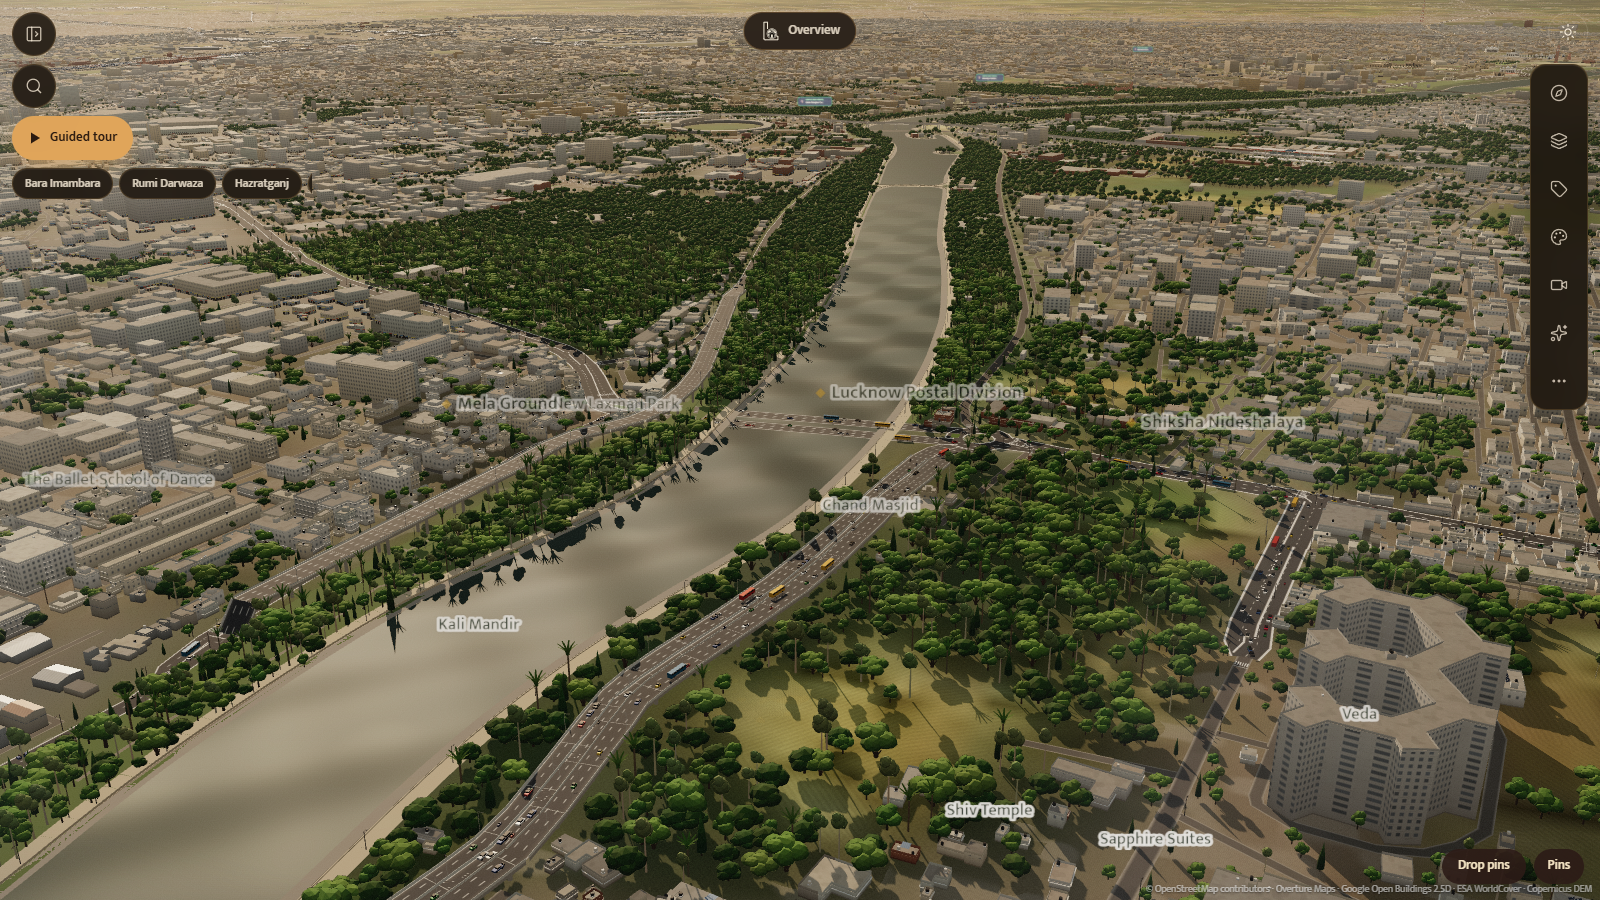 Overview
Guided tour
Bara Imambara
Rumi Darwaza
Hazratganj
Lucknow Postal Division
Mela Ground
Laxman Park
Shiksha Nideshalaya
The Ballet School of Dance
Chand Masjid
Kali Mandir
Veda
Shiv Temple
Sapphire Suites
Drop pins
Pins
© OpenStreetMap contributors · Overture Maps · Google Open Buildings 2.5D · ESA WorldCover · Copernicus DEM